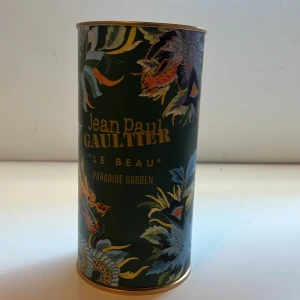 Jean Paul
GAULTIER
"LE BEAU"
PARADISE GARDEN